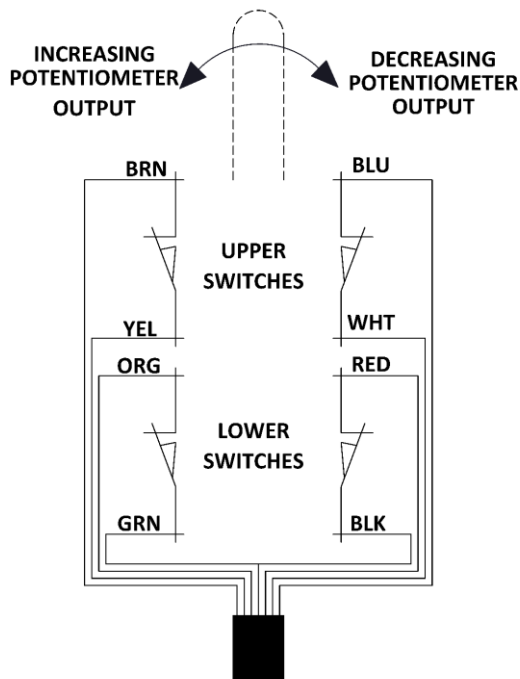 INCREASING
POTENTIOMETER
OUTPUT
DECREASING
POTENTIOMETER
OUTPUT
BRN
BLU
UPPER
SWITCHES
YEL
WHT
ORG
RED
LOWER
SWITCHES
GRN
BLK